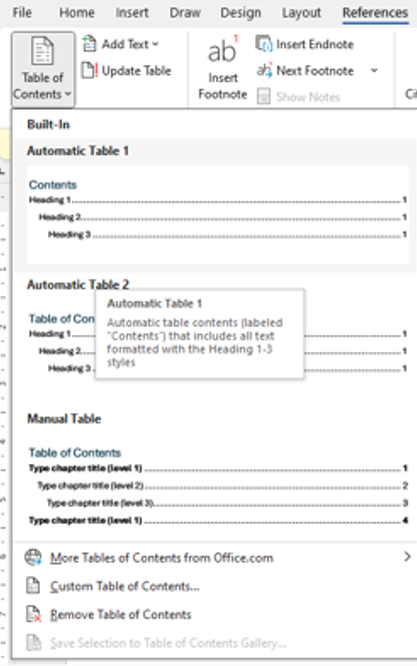 File Home Insert Draw Design Layout References
Table of
Contents
Add Text
Update Table
ab¹
Insert
Footnote
Insert Endnote
Next Footnote
Show Notes
Ci
Built-In
Automatic Table 1
Contents
Heading 1 1
Heading 2 1
Heading 3 1
Automatic Table 2
Table of Con
Heading 1 1
Heading 2 1
Heading 3 1
Automatic Table 1
Automatic table contents (labeled
"Contents") that includes all text
formatted with the Heading 1-3
styles
Manual Table
Table of Contents
Type chapter title (level 1) 1
Type chapter title (level 2) 2
Type chapter title (level 3) 3
Type chapter title (level 1) 4
More Tables of Contents from Office.com
Custom Table of Contents...
Remove Table of Contents
Save Selection to Table of Contents Gallery...